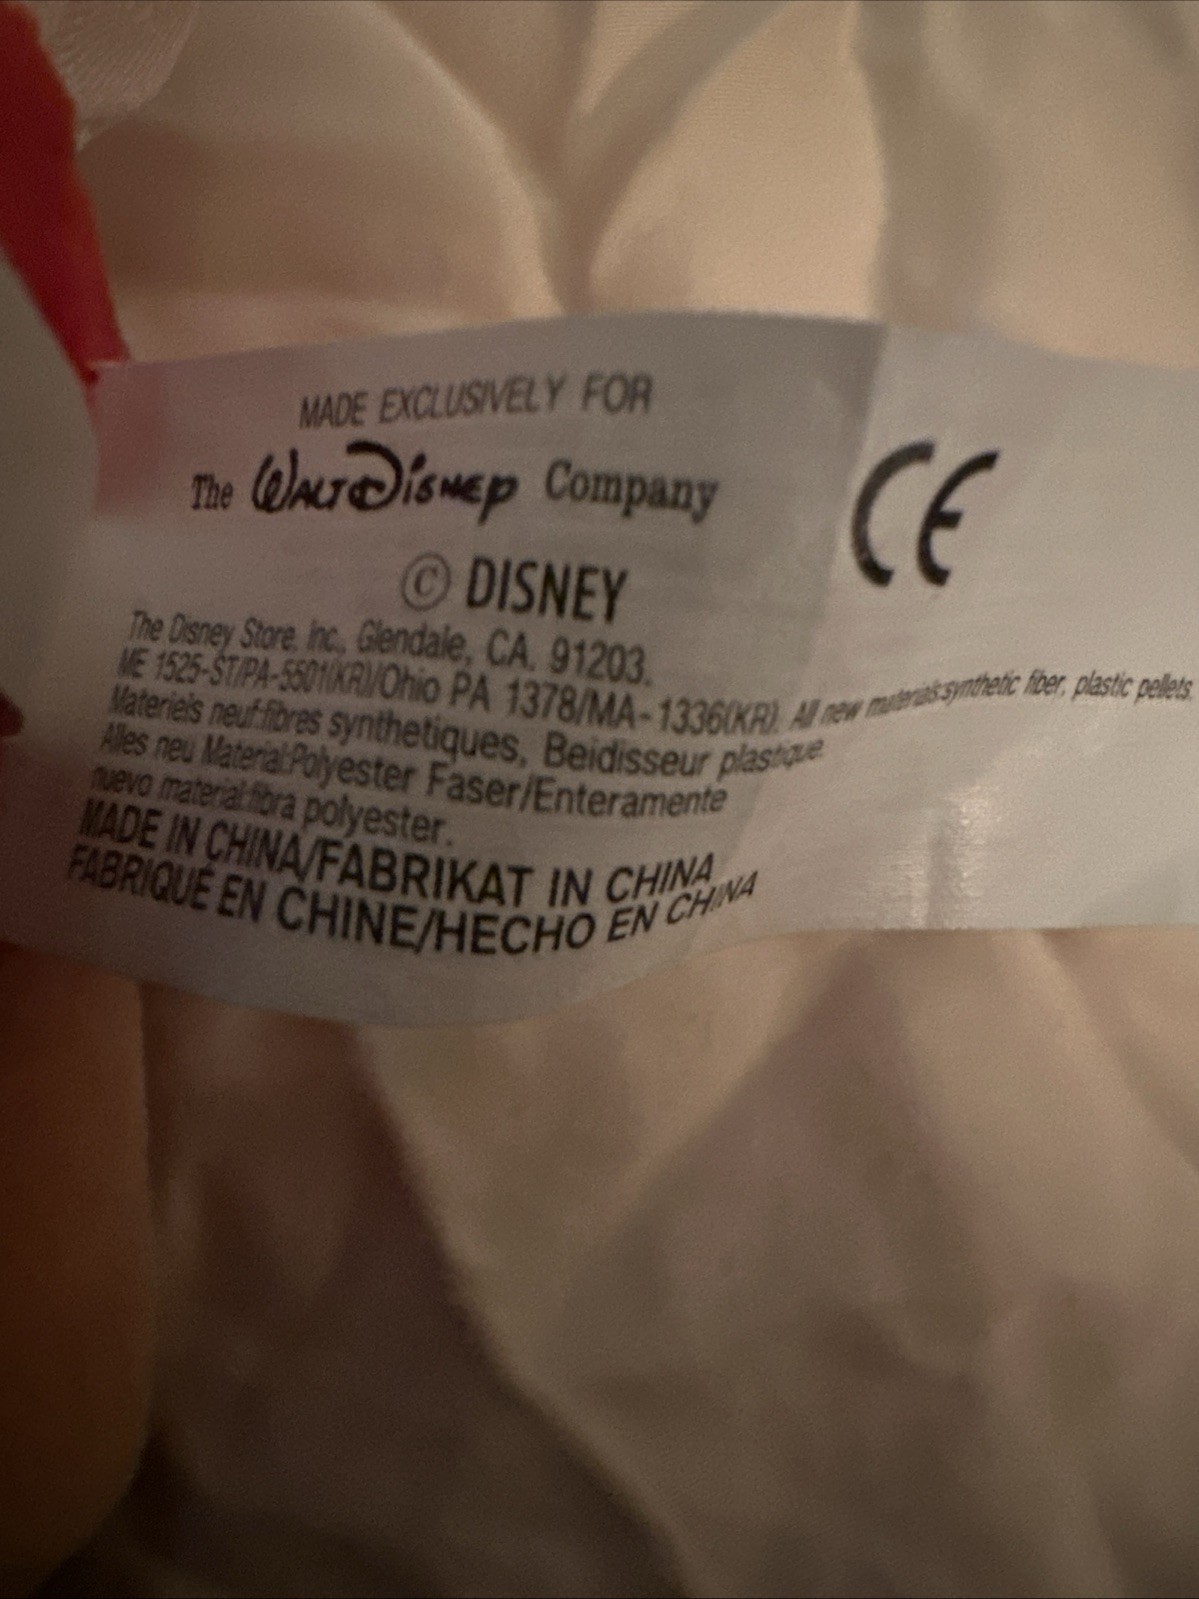 MADE EXCLUSIVELY FOR
The WALT DISNEY Company
© DISNEY
The Disney Store, Inc., Glendale, CA. 91203.
ME 1525-ST/PA-5501(KR)/Ohio PA 1378/MA-1336(KR). All new materials:synthetic fiber, plastic pellets.
Materiels neuf:fibres synthetiques, Beidisseur plastique.
Alles neu Material:Polyester Faser/Enteramente
nuevo material:fibra polyester.
MADE IN CHINA/FABRIKAT IN CHINA
FABRIQUÉ EN CHINE/HECHO EN CHINA
CE